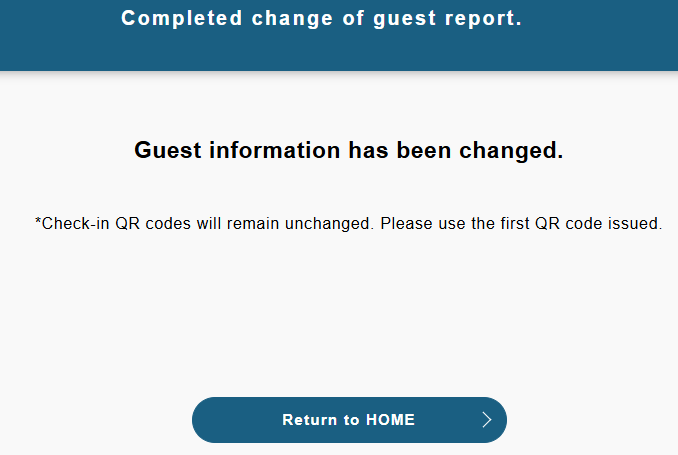 Completed change of guest report.
Guest information has been changed.
*Check-in QR codes will remain unchanged. Please use the first QR code issued.
Return to HOME